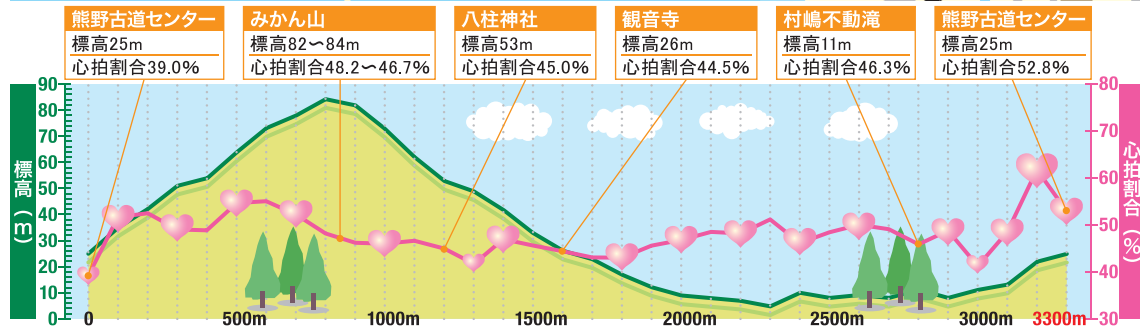 熊野古道センター
標高25m
心拍割合39.0%
みかん山
標高82〜84m
心拍割合48.2〜46.7%
八柱神社
標高53m
心拍割合45.0%
観音寺
標高26m
心拍割合44.5%
村嶋不動滝
標高11m
心拍割合46.3%
熊野古道センター
標高25m
心拍割合52.8%
標高(m)
90
80
70
60
50
40
30
20
10
0
80
70
60
50
40
30
心拍割合(%)
0 500m 1000m 1500m 2000m 2500m 3000m 3300m